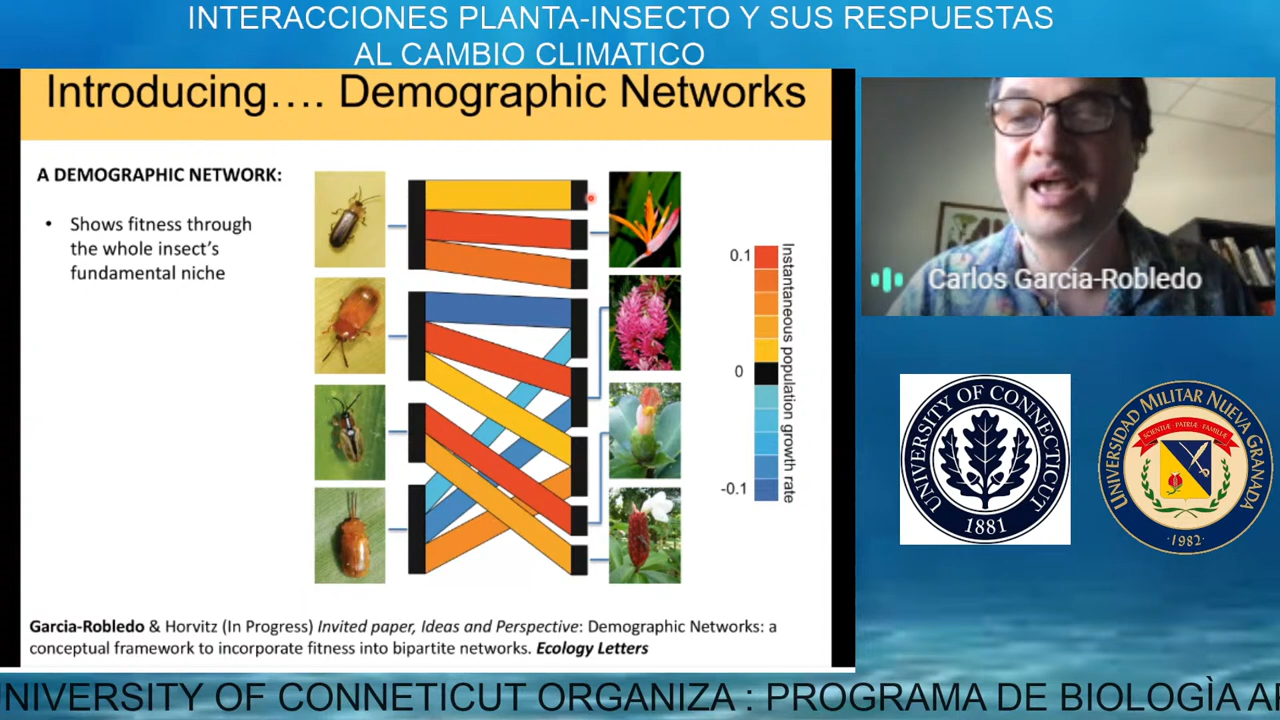 INTERACCIONES PLANTA-INSECTO Y SUS RESPUESTAS
AL CAMBIO CLIMATICO
Introducing.... Demographic Networks
A DEMOGRAPHIC NETWORK:
• Shows fitness through
the whole insect's
fundamental niche
0.1
0
-0.1
Instantaneous population growth rate
Garcia-Robledo & Horvitz (In Progress) Invited paper, Ideas and Perspective: Demographic Networks: a
conceptual framework to incorporate fitness into bipartite networks. Ecology Letters
Carlos Garcia-Robledo
UNIVERSITY OF CONNECTICUT
1881
UNIVERSIDAD MILITAR NUEVA GRANADA
SCIENTIÆ - PATRIÆ - FAMILIÆ
·1982·
NIVERSITY OF CONNETICUT ORGANIZA : PROGRAMA DE BIOLOGÌA A